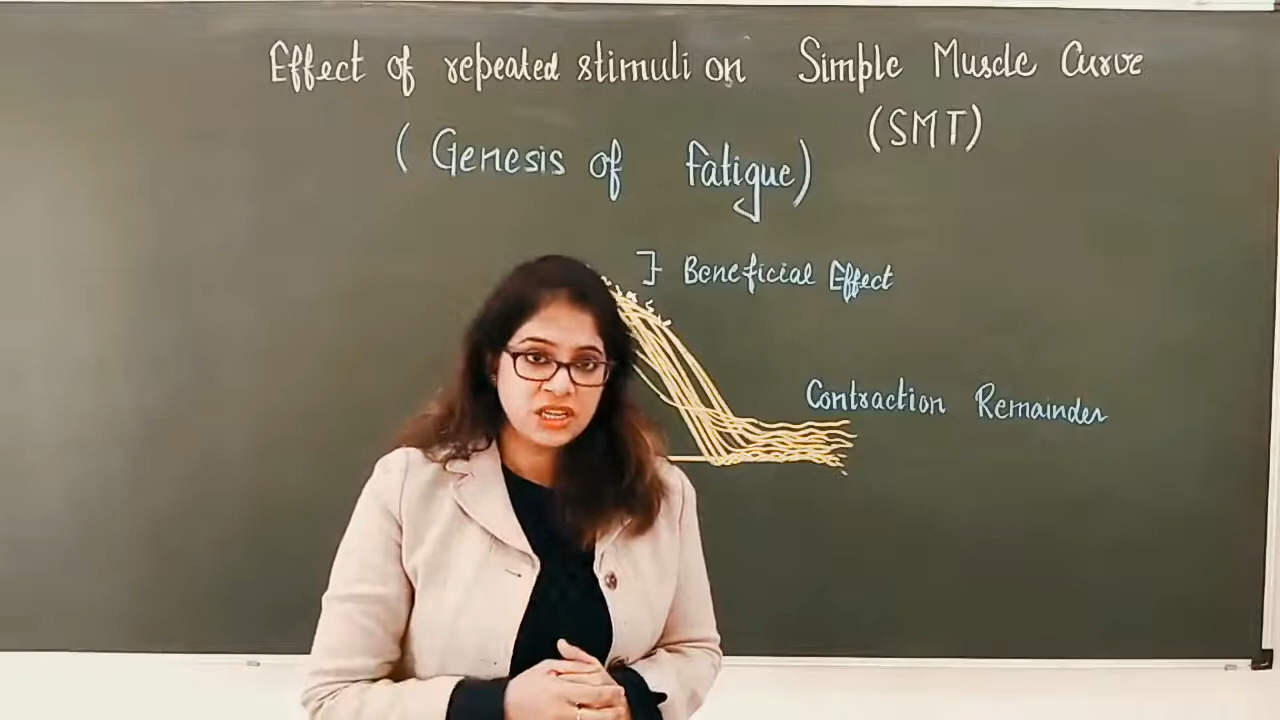 Effect of repeated stimuli on Simple Muscle Curve
(SMT)
(Genesis of Fatigue)
] Beneficial Effect
Contraction Remainder